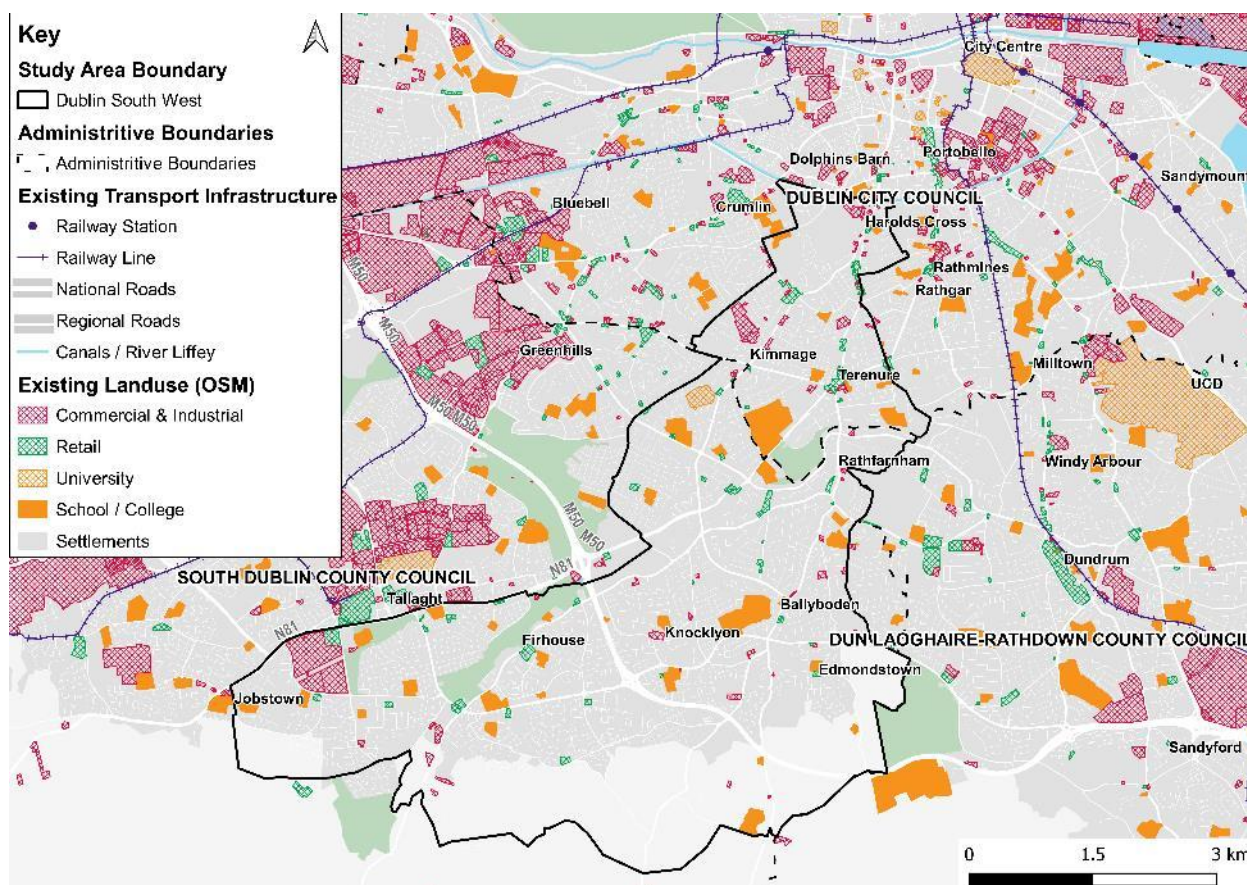 Key
Study Area Boundary
Dublin South West
Administritive Boundaries
Administritive Boundaries
Existing Transport Infrastructure
Railway Station
Railway Line
National Roads
Regional Roads
Canals / River Liffey
Existing Landuse (OSM)
Commercial & Industrial
Retail
University
School / College
Settlements
City Centre
Dolphins Barn
Portobello
Sandymount
DUBLIN CITY COUNCIL
Bluebell
Crumlin
Harolds Cross
M50
Rathmines
Rathgar
M50
Greenhills
Kimmage
Milltown
Terenure
UCD
M50 M50
Rathfarnham
Windy Arbour
M50
M50
N81
Dundrum
SOUTH DUBLIN COUNTY COUNCIL
Tallaght
Ballyboden
N81
Firhouse
Knocklyon
DUN LAOGHAIRE-RATHDOWN COUNTY COUNCIL
Edmondstown
Jobstown
Sandyford
0 1.5 3 km